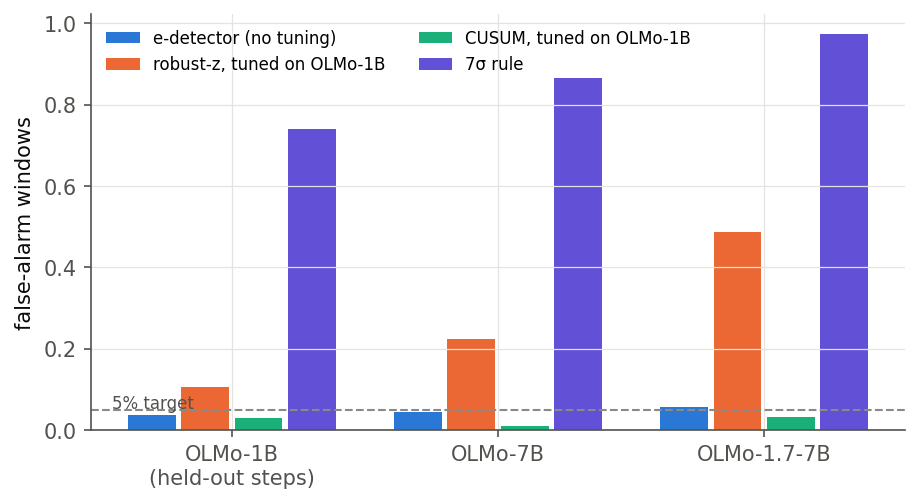 e-detector (no tuning)
robust-z, tuned on OLMo-1B
CUSUM, tuned on OLMo-1B
7σ rule
false-alarm windows
1.0
0.8
0.6
0.4
0.2
0.0
5% target
OLMo-1B
(held-out steps)
OLMo-7B
OLMo-1.7-7B